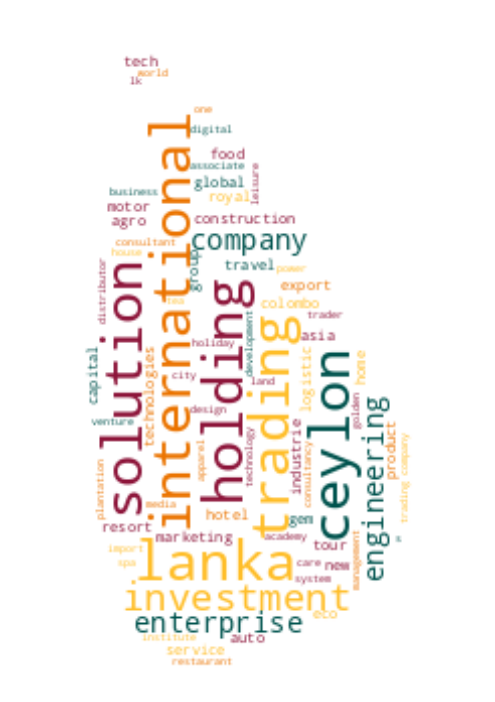 tech
world
lk
one
digital
food
associate
global
leisure
business
royal
motor
agro
construction
international
consultant
company
house
group
travel
power
distributor
solution
holding
export
tea
colombo
trader
trading
asia
holiday
development
capital
technologies
logistic
home
ceylon
city
land
design
golden
venture
engineering
product
industrie
technology
apparel
consultancy
trading company
plantation
media
hotel
gem
resort
marketing
academy
tour
import
lanka
management
spa
care
new
system
investment
eco
enterprise
institute
auto
service
restaurant